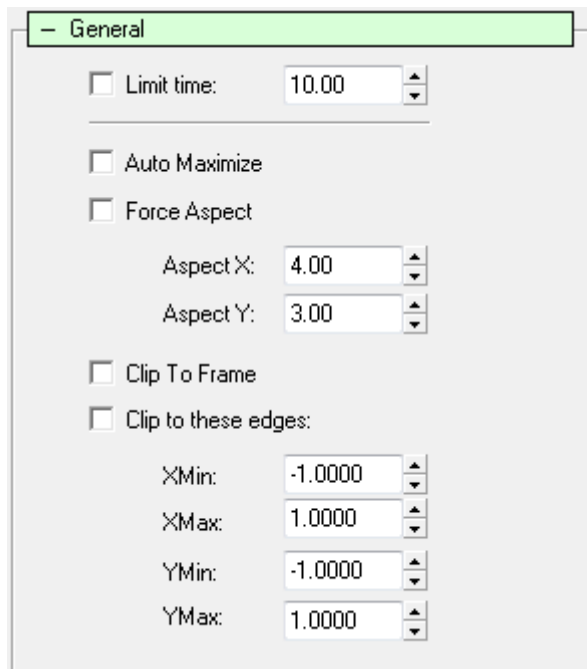 – General
Limit time: 10.00
Auto Maximize
Force Aspect
Aspect X: 4.00
Aspect Y: 3.00
Clip To Frame
Clip to these edges:
XMin: -1.0000
XMax: 1.0000
YMin: -1.0000
YMax: 1.0000